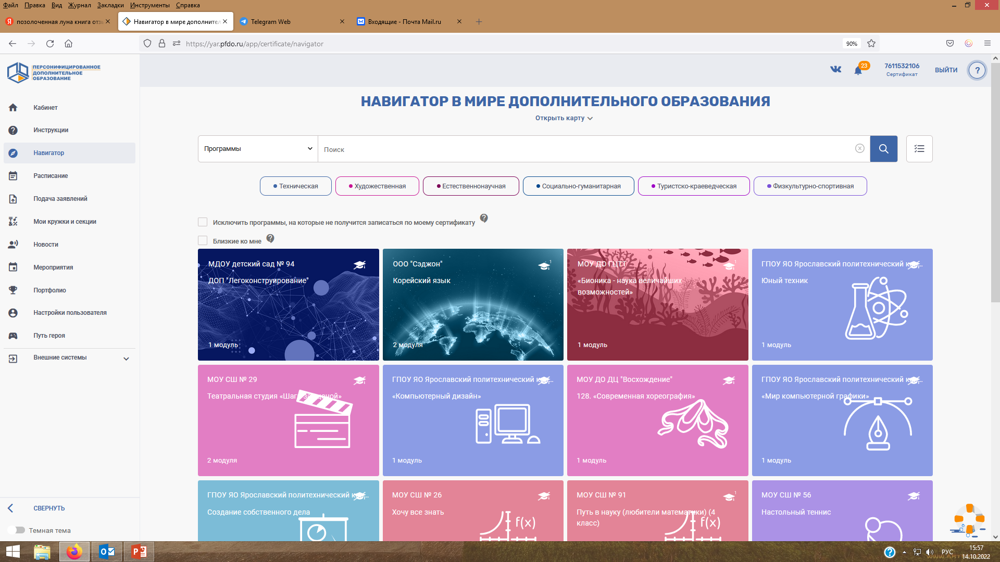 Файл Правка Вид Журнал Закладки Инструменты Справка
позолоченная луна книга отзь
Навигатор в мире дополнител
Telegram Web
Входящие - Почта Mail.ru
https://yar.pfdo.ru/app/certificate/navigator
90%
ПЕРСОНИФИЦИРОВАННОЕ
ДОПОЛНИТЕЛЬНОЕ
ОБРАЗОВАНИЕ
23
7611532106
Сертификат
ВЫЙТИ
?
Кабинет
Инструкции
Навигатор
Расписание
Подача заявлений
Мои кружки и секции
Новости
Мероприятия
Портфолио
Настройки пользователя
Путь героя
Внешние системы
СВЕРНУТЬ
Темная тема
НАВИГАТОР В МИРЕ ДОПОЛНИТЕЛЬНОГО ОБРАЗОВАНИЯ
Открыть карту
Программы
Поиск
Техническая
Художественная
Естественнонаучная
Социально-гуманитарная
Туристско-краеведческая
Физкультурно-спортивная
Исключить программы, на которые не получится записаться по моему сертификату
Близкие ко мне
МДОУ детский сад № 94
ДОП "Легоконструирование"
1 модуль
ООО "Сэджон"
1
Корейский язык
2 модуля
МОУ ДО ГЦТТ
1
«Бионика - наука величайших
возможностей»
1 модуль
ГПОУ ЯО Ярославский политехнический
Юный техник
1 модуль
МОУ СШ № 29
Театральная студия «Шаг за сценой»
2 модуля
ГПОУ ЯО Ярославский политехнический
«Компьютерный дизайн»
1 модуль
МОУ ДО ДЦ "Восхождение"
128. «Современная хореография»
1 модуль
ГПОУ ЯО Ярославский политехнический
«Мир компьютерной графики»
1 модуль
ГПОУ ЯО Ярославский политехнический
Создание собственного дела
МОУ СШ № 26
Хочу все знать
f(x)
МОУ СШ № 91
1
Путь в науку (любители математики) (4
класс)
f(x)
МОУ СШ № 56
Настольный теннис
РУС
15:57
14.10.2022